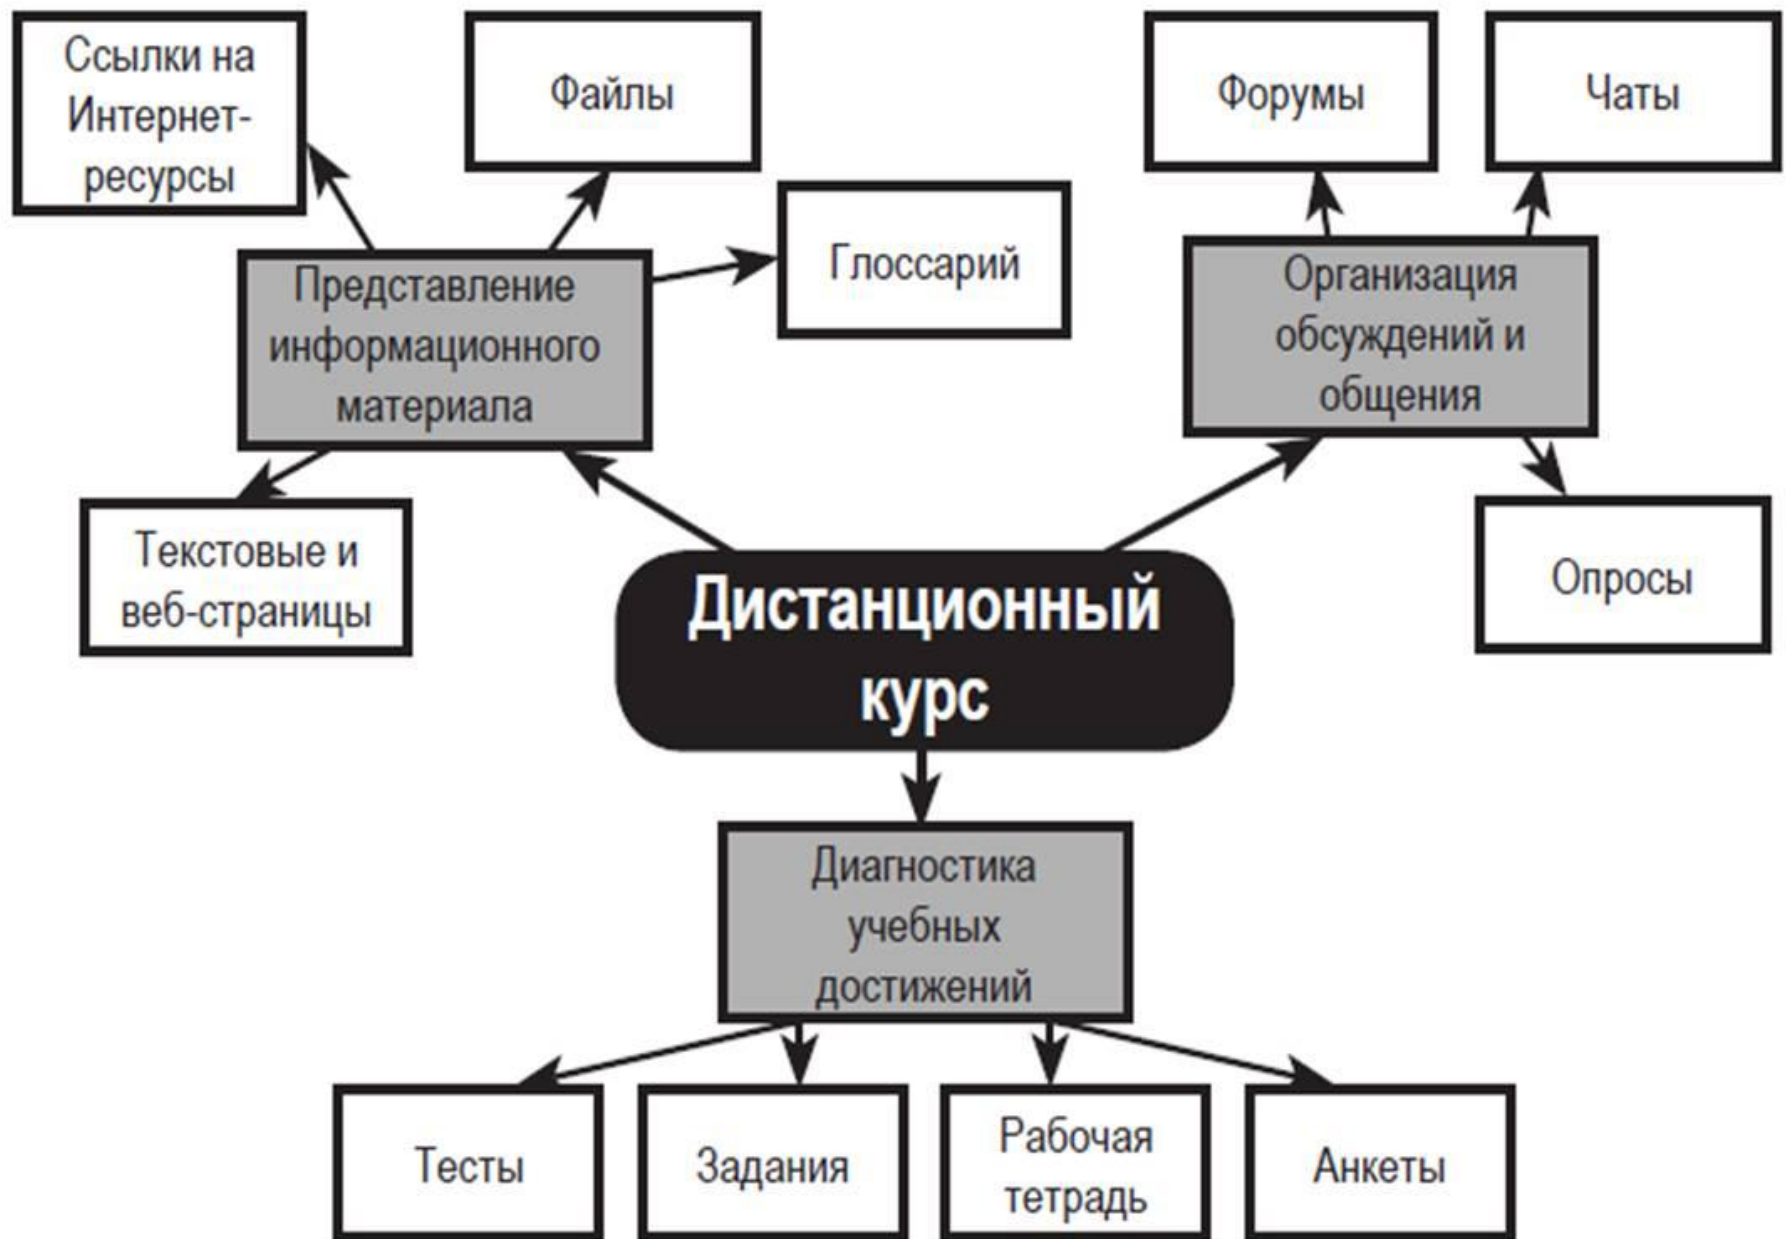 Ссылки на
Интернет-
ресурсы
Файлы
Форумы
Чаты
Глоссарий
Представление
информационного
материала
Организация
обсуждений и
общения
Текстовые и
веб-страницы
Опросы
Дистанционный
курс
Диагностика
учебных
достижений
Тесты
Задания
Рабочая
тетрадь
Анкеты